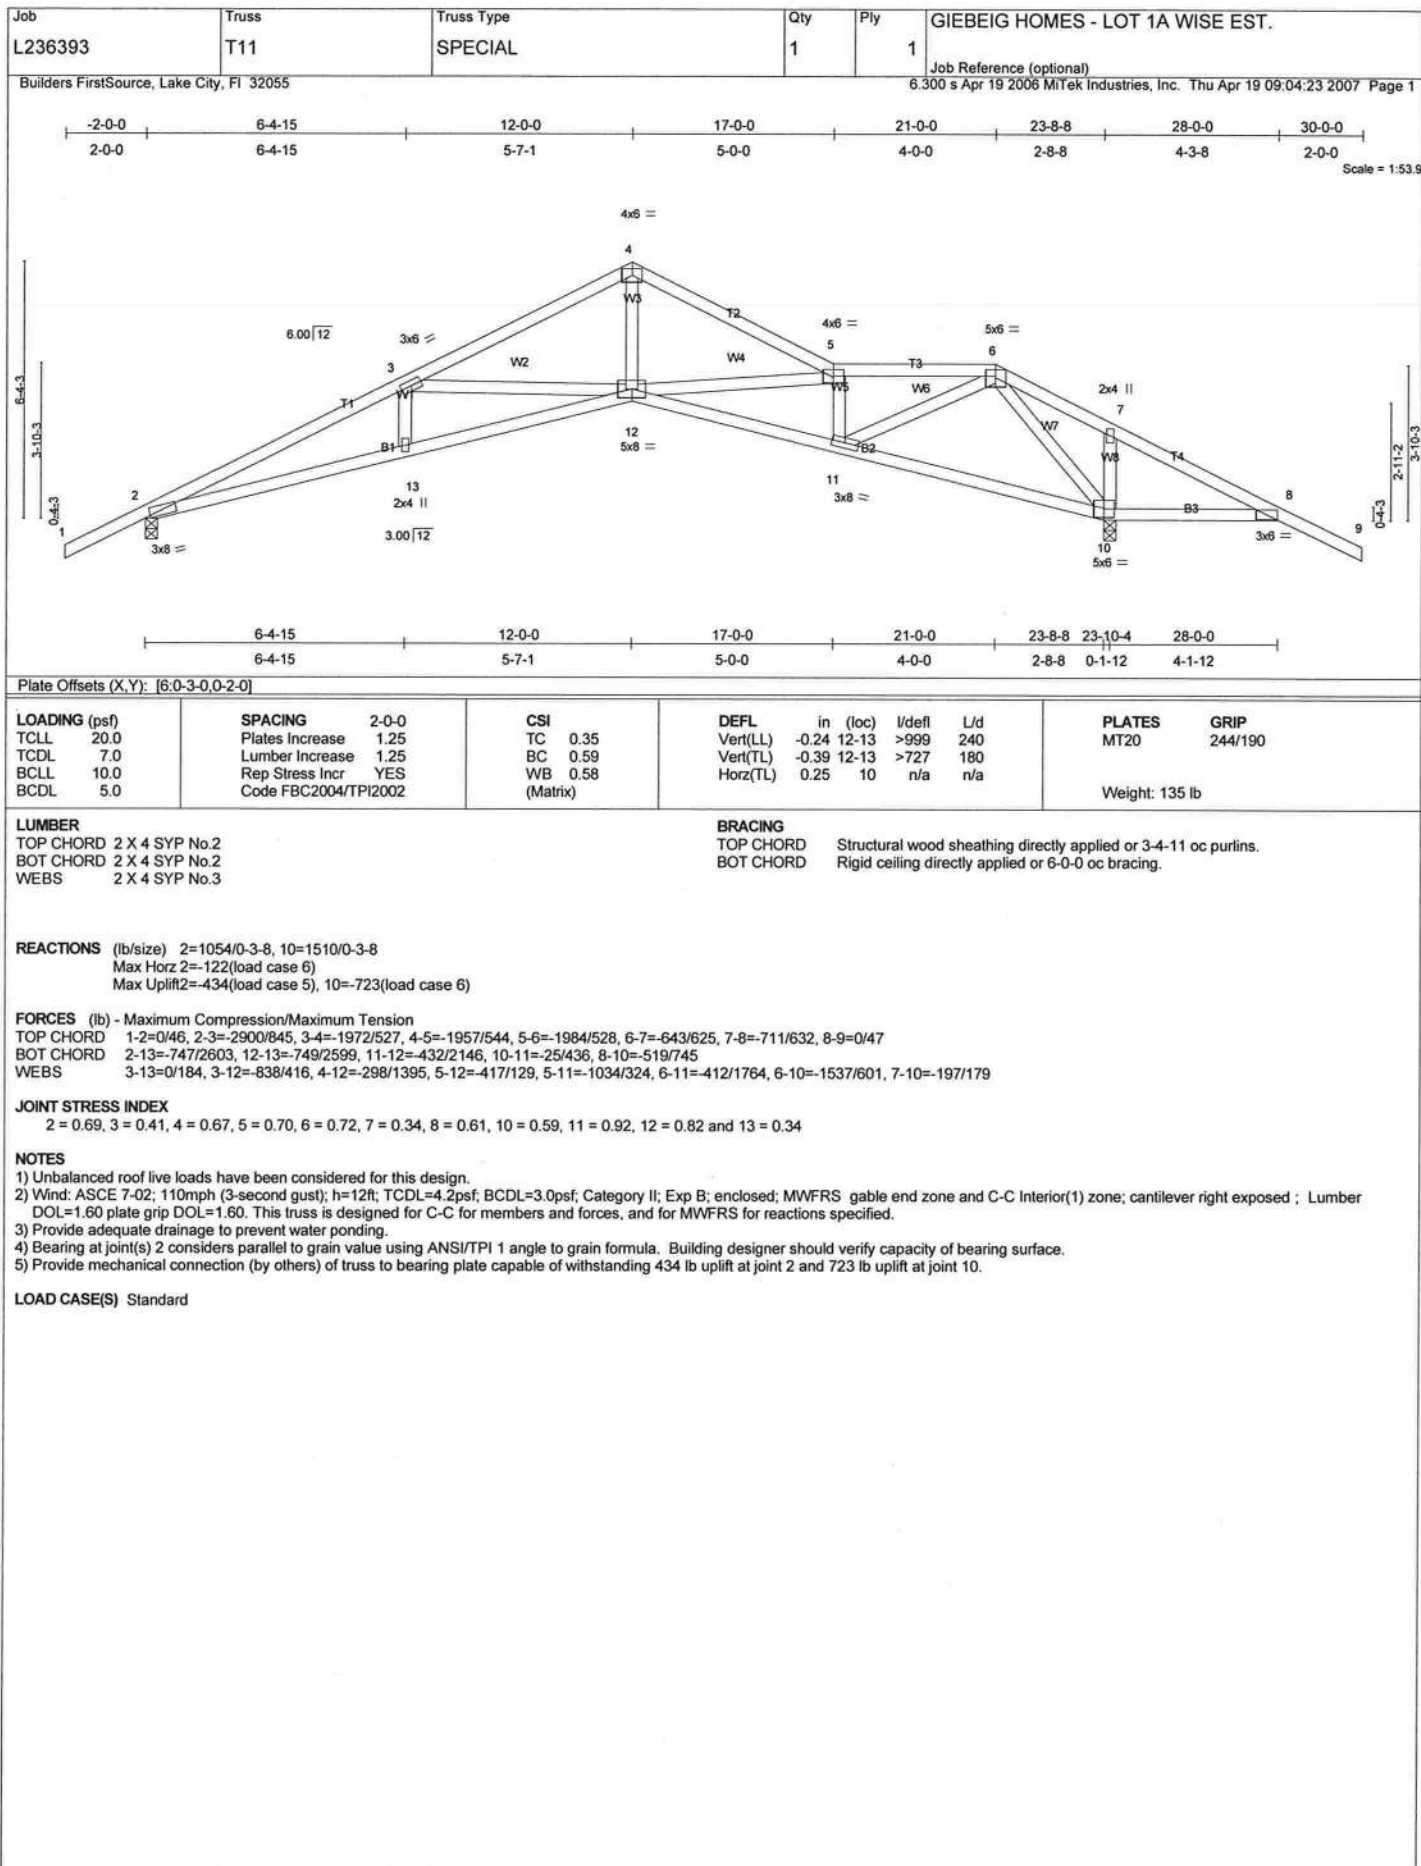 Job Truss Truss Type Qty Ply GIEBEIG HOMES - LOT 1A WISE EST.
L236393 T11 SPECIAL 1 1
Job Reference (optional)
Builders FirstSource, Lake City, Fl 32055 6.300 s Apr 19 2006 MiTek Industries, Inc. Thu Apr 19 09:04:23 2007 Page 1
-2-0-0 6-4-15 12-0-0 17-0-0 21-0-0 23-8-8 28-0-0 30-0-0
2-0-0 6-4-15 5-7-1 5-0-0 4-0-0 2-8-8 4-3-8 2-0-0
Scale = 1:53.9
4x6 =
4
W3
T2
6.00 12
3x6 =
3
W2
W4
4x6 =
5
T3
5x6 =
6
W5
W6
2x4 II
7
T1
W7
W8
T4
6-4-3
3-10-3
0-4-3
2-11-2
3-10-3
0-4-3
B1
12
5x8 =
B2
2
13
2x4 II
11
3x8 =
B3
8
1
3x8 =
3.00 12
10
5x6 =
3x6 =
9
6-4-15 12-0-0 17-0-0 21-0-0 23-8-8 23-10-4 28-0-0
6-4-15 5-7-1 5-0-0 4-0-0 2-8-8 0-1-12 4-1-12
Plate Offsets (X,Y): [6:0-3-0,0-2-0]
LOADING (psf) SPACING 2-0-0 CSI DEFL in (loc) l/defl L/d PLATES GRIP
TCLL 20.0 Plates Increase 1.25 TC 0.35 Vert(LL) -0.24 12-13 >999 240 MT20 244/190
TCDL 7.0 Lumber Increase 1.25 BC 0.59 Vert(TL) -0.39 12-13 >727 180
BCLL 10.0 Rep Stress Incr YES WB 0.58 Horz(TL) 0.25 10 n/a n/a
BCDL 5.0 Code FBC2004/TPI2002 (Matrix) Weight: 135 lb
LUMBER BRACING
TOP CHORD 2 X 4 SYP No.2 TOP CHORD Structural wood sheathing directly applied or 3-4-11 oc purlins.
BOT CHORD 2 X 4 SYP No.2 BOT CHORD Rigid ceiling directly applied or 6-0-0 oc bracing.
WEBS 2 X 4 SYP No.3
REACTIONS (lb/size) 2=1054/0-3-8, 10=1510/0-3-8
Max Horz 2=-122(load case 6)
Max Uplift2=-434(load case 5), 10=-723(load case 6)
FORCES (lb) - Maximum Compression/Maximum Tension
TOP CHORD 1-2=0/46, 2-3=-2900/845, 3-4=-1972/527, 4-5=-1957/544, 5-6=-1984/528, 6-7=-643/625, 7-8=-711/632, 8-9=0/47
BOT CHORD 2-13=-747/2603, 12-13=-749/2599, 11-12=-432/2146, 10-11=-25/436, 8-10=-519/745
WEBS 3-13=0/184, 3-12=-838/416, 4-12=-298/1395, 5-12=-417/129, 5-11=-1034/324, 6-11=-412/1764, 6-10=-1537/601, 7-10=-197/179
JOINT STRESS INDEX
2 = 0.69, 3 = 0.41, 4 = 0.67, 5 = 0.70, 6 = 0.72, 7 = 0.34, 8 = 0.61, 10 = 0.59, 11 = 0.92, 12 = 0.82 and 13 = 0.34
NOTES
1) Unbalanced roof live loads have been considered for this design.
2) Wind: ASCE 7-02; 110mph (3-second gust); h=12ft; TCDL=4.2psf; BCDL=3.0psf; Category II; Exp B; enclosed; MWFRS gable end zone and C-C Interior(1) zone; cantilever right exposed ; Lumber
DOL=1.60 plate grip DOL=1.60. This truss is designed for C-C for members and forces, and for MWFRS for reactions specified.
3) Provide adequate drainage to prevent water ponding.
4) Bearing at joint(s) 2 considers parallel to grain value using ANSI/TPI 1 angle to grain formula. Building designer should verify capacity of bearing surface.
5) Provide mechanical connection (by others) of truss to bearing plate capable of withstanding 434 lb uplift at joint 2 and 723 lb uplift at joint 10.
LOAD CASE(S) Standard